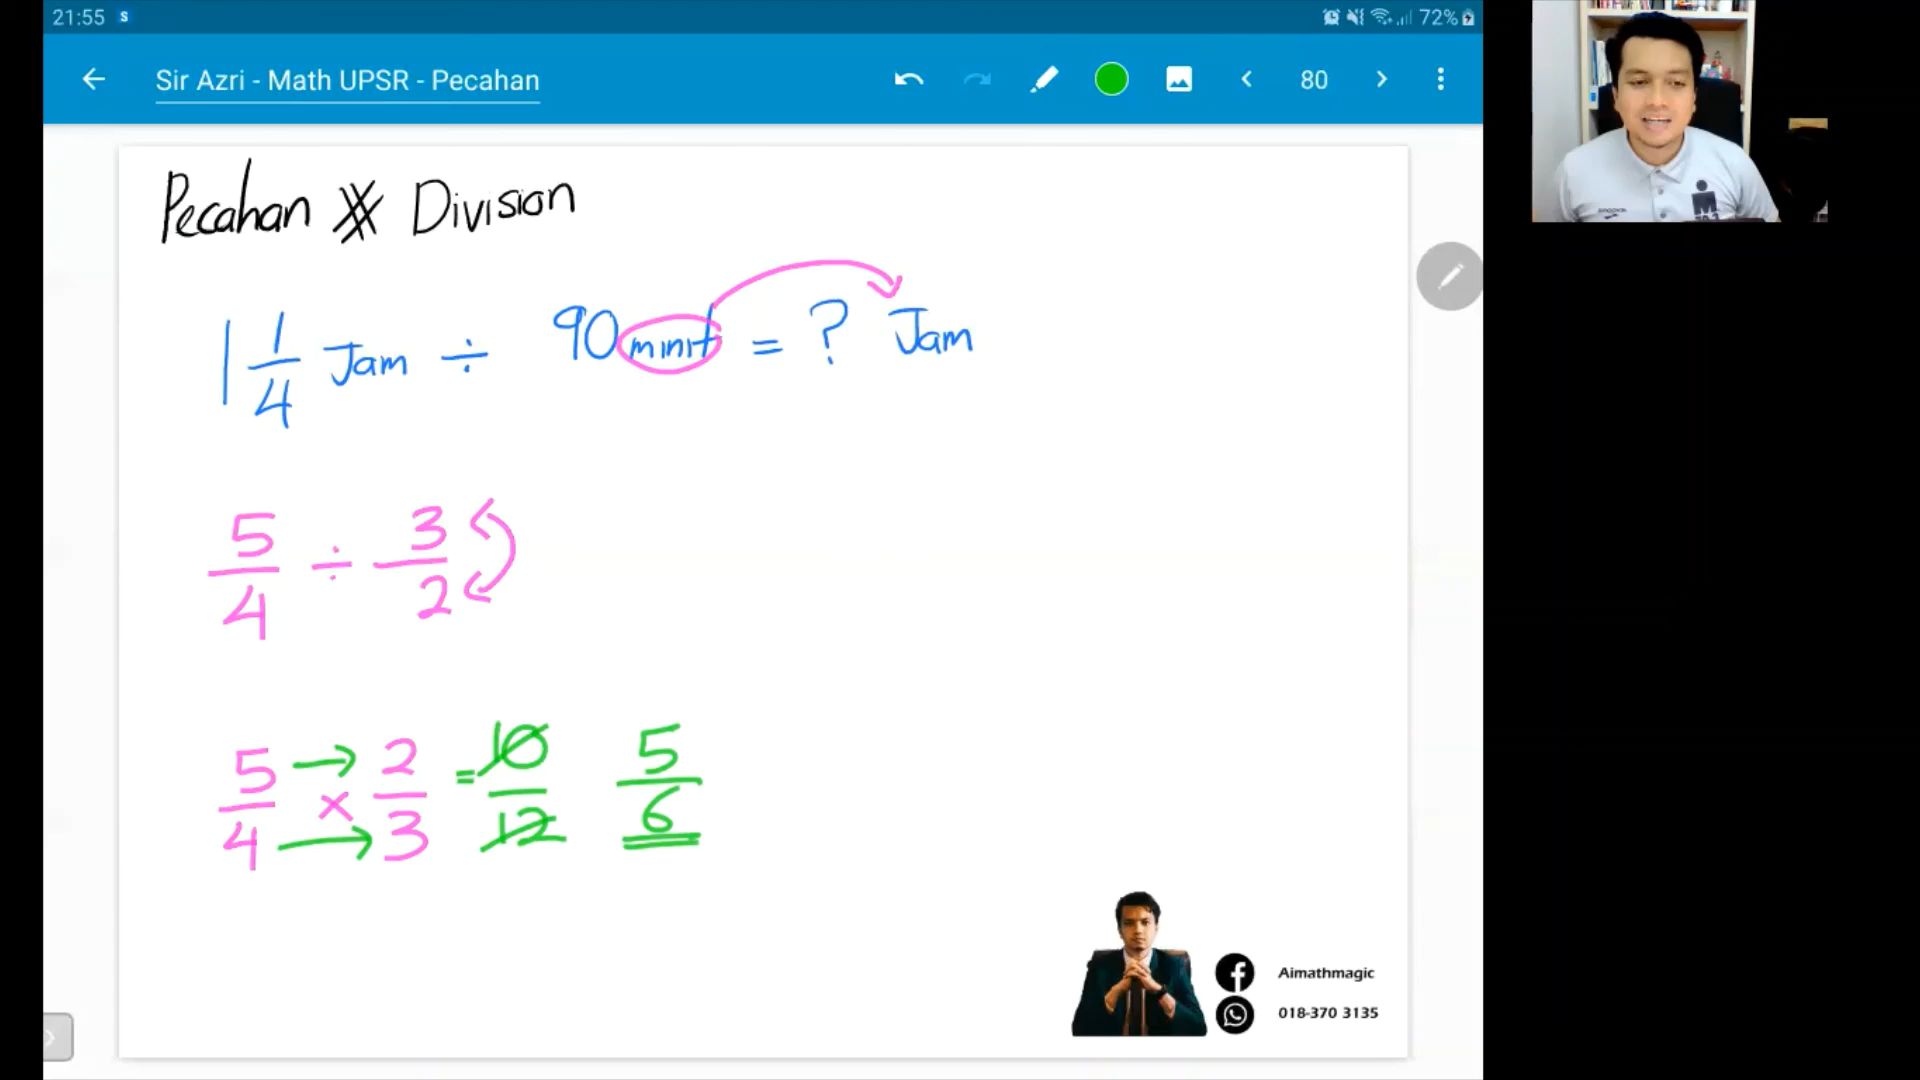 21:55 S 72%
Sir Azri - Math UPSR - Pecahan 80
Pecahan Division
1 1/4 Jam ÷ 90 minit = ? Jam
5/4 ÷ 3/2
5/4 × 2/3 = 10/12 5/6
Aimathmagic
018-370 3135